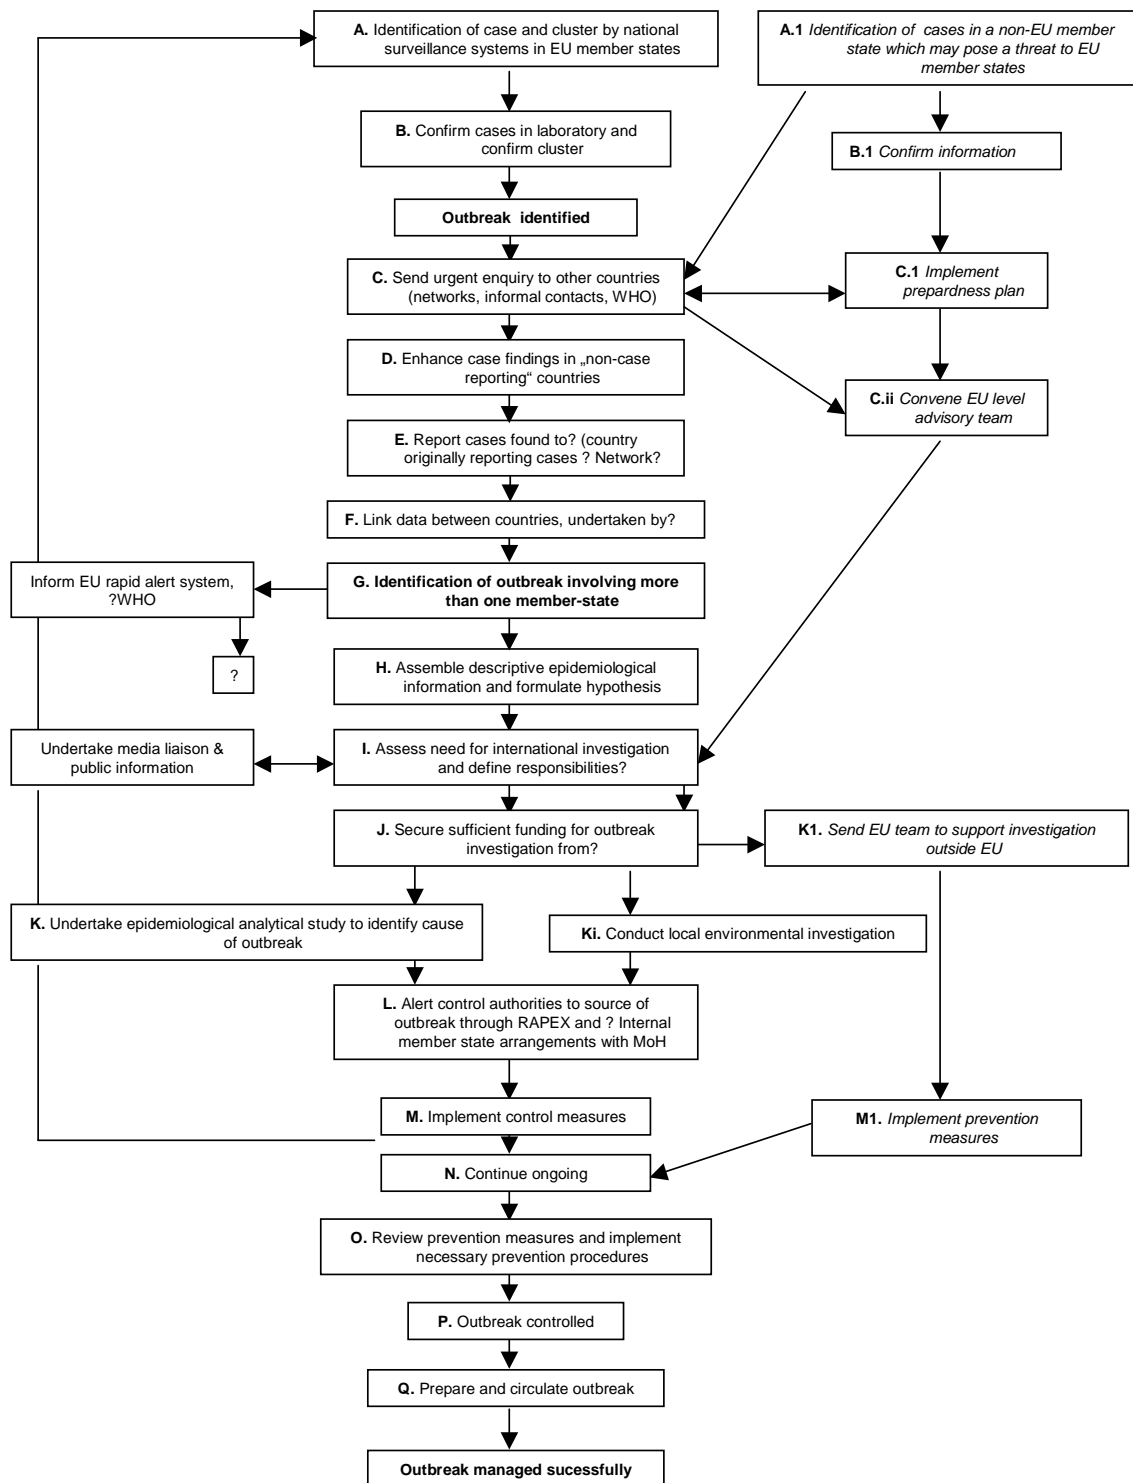 A. Identification of case and cluster by national
surveillance systems in EU member states
A.1 Identification of cases in a non-EU member
state which may pose a threat to EU
member states
B. Confirm cases in laboratory and
confirm cluster
B.1 Confirm information
Outbreak identified
C. Send urgent enquiry to other countries
(networks, informal contacts, WHO)
C.1 Implement
prepardness plan
D. Enhance case findings in „non-case
reporting“ countries
C.ii Convene EU level
advisory team
E. Report cases found to? (country
originally reporting cases ? Network?
F. Link data between countries, undertaken by?
Inform EU rapid alert system,
?WHO
G. Identification of outbreak involving more
than one member-state
?
H. Assemble descriptive epidemiological
information and formulate hypothesis
Undertake media liaison &
public information
I. Assess need for international investigation
and define responsibilities?
J. Secure sufficient funding for outbreak
investigation from?
K1. Send EU team to support investigation
outside EU
K. Undertake epidemiological analytical study to identify cause
of outbreak
Ki. Conduct local environmental investigation
L. Alert control authorities to source of
outbreak through RAPEX and ? Internal
member state arrangements with MoH
M. Implement control measures
M1. Implement prevention
measures
N. Continue ongoing
O. Review prevention measures and implement
necessary prevention procedures
P. Outbreak controlled
Q. Prepare and circulate outbreak
Outbreak managed sucessfully